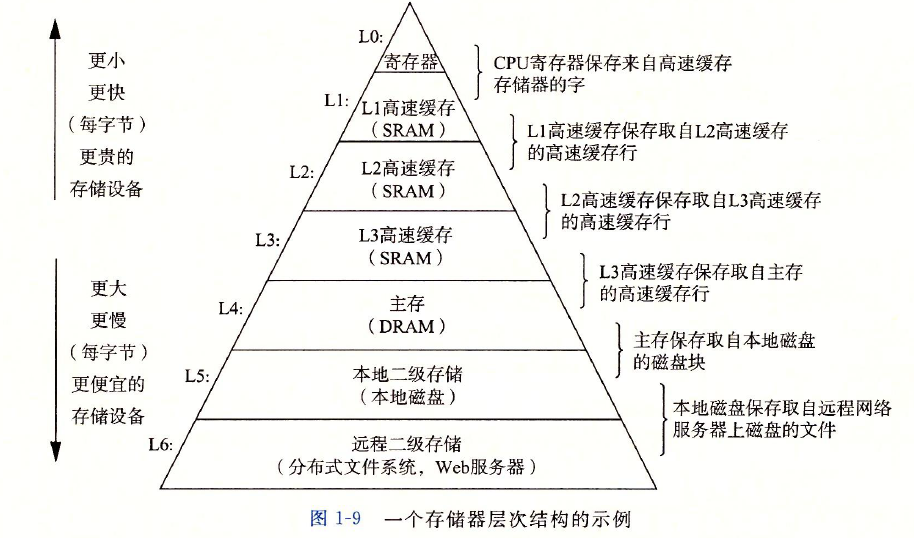 更小
更快
（每字节）
更贵的
存储设备
更大
更慢
（每字节）
更便宜的
存储设备
L0:
寄存器
L1:
L1高速缓存
（SRAM）
L2:
L2高速缓存
（SRAM）
L3:
L3高速缓存
（SRAM）
L4:
主存
（DRAM）
L5:
本地二级存储
（本地磁盘）
L6:
远程二级存储
（分布式文件系统，Web服务器）
CPU寄存器保存来自高速缓存
存储器的字
L1高速缓存保存取自L2高速缓存
的高速缓存行
L2高速缓存保存取自L3高速缓存
的高速缓存行
L3高速缓存保存取自主存
的高速缓存行
主存保存取自本地磁盘
的磁盘块
本地磁盘保存取自远程网络
服务器上磁盘的文件
图 1-9 一个存储器层次结构的示例